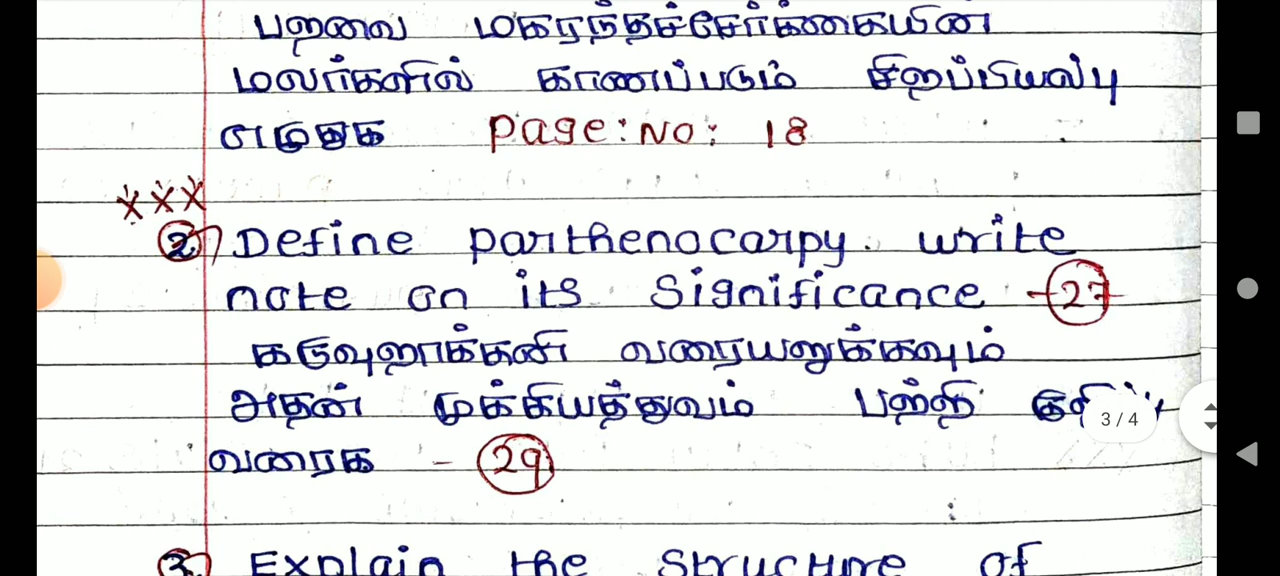 பறவை மகரந்தச்சேர்க்கையின்
மலர்களில் காணப்படும் சிறப்பியல்பு
எழுதுக Page: No: 18
xxx
2) Define parthenocarpy. write
note on its significance - 27
கருவுறாக்கனி வரையறுக்கவும்
அதன் முக்கியத்துவம் பற்றி
3 / 4
வரைக - 29
3. Explain the structure of